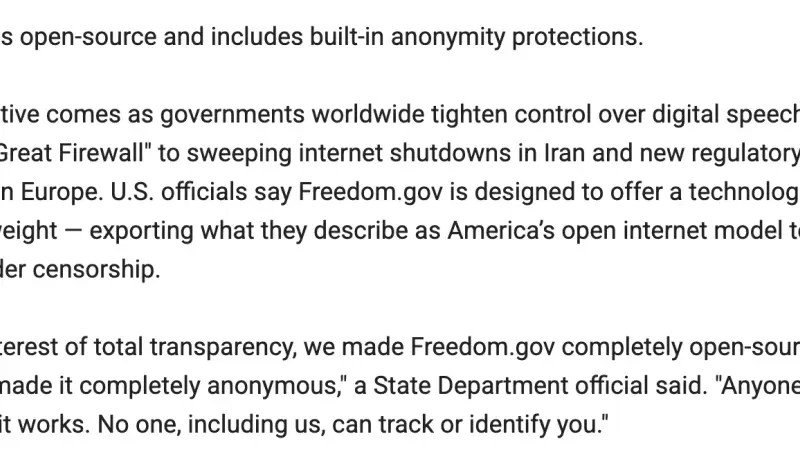 s open-source and includes built-in anonymity protections.
tive comes as governments worldwide tighten control over digital speech
Great Firewall" to sweeping internet shutdowns in Iran and new regulatory
n Europe. U.S. officials say Freedom.gov is designed to offer a technolog
eight — exporting what they describe as America’s open internet model t
der censorship.
terest of total transparency, we made Freedom.gov completely open-sour
made it completely anonymous," a State Department official said. "Anyone
it works. No one, including us, can track or identify you."